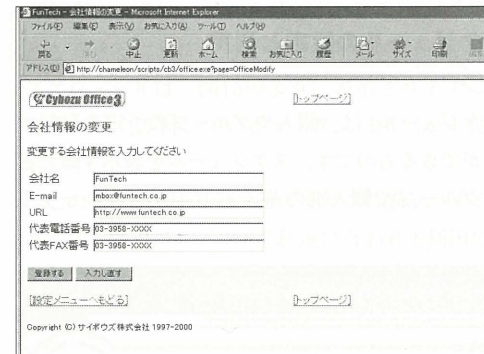 FunTech - 会社情報の変更 - Microsoft Internet Explorer
ファイル(F) 編集(E) 表示(V) お気に入り(A) ツール(T) ヘルプ(H)
戻る 中止 更新 ホーム 検索 お気に入り 履歴 メール サイズ 印刷
アドレス(D) http://chameleon/scripts/cb3/office.exe?page=OfficeModify
Cybozu Office 3
[トップページ]
会社情報の変更
変更する会社情報を入力してください
会社名 FunTech
E-mail mbox@funtech.co.jp
URL http://www.funtech.co.jp
代表電話番号 03-3958-XXXX
代表FAX番号 03-3958-XXXX
登録する 入力し直す
[設定メニューへもどる] [トップページ]
Copyright (C) サイボウズ株式会社 1997-2000